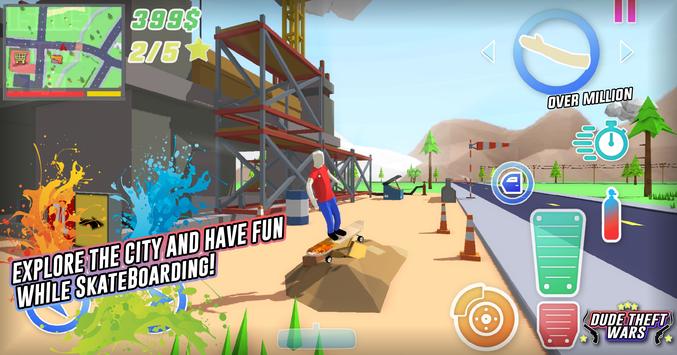 399$
2/5
OVER MILLION
EXPLORE THE CITY AND HAVE FUN
WHILE SKATEBOARDING!
DUDE THEFT
WARS